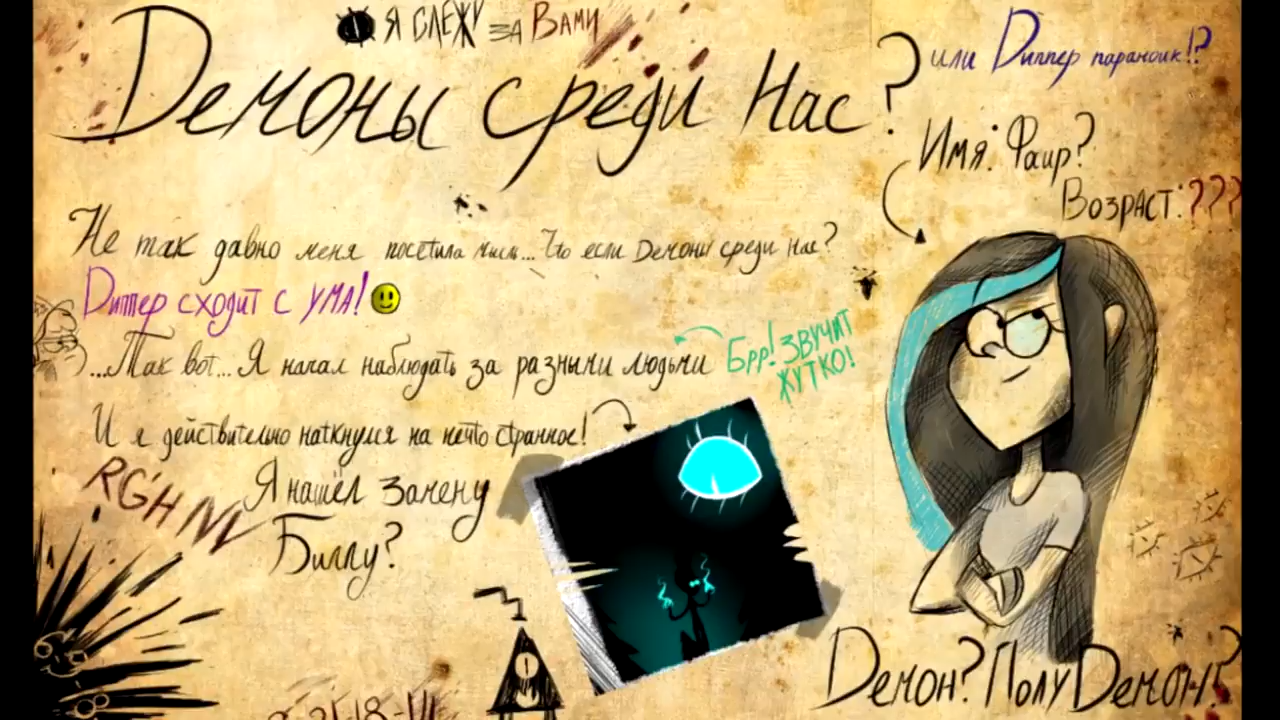 Я СЛЕЖУ за Вами
Демоны среди Нас?
или Диппер параноик!?
Имя: Фаир?
Возраст:???
Не так давно меня посетила мысль... Что если Демоны среди Нас?
Диппер сходит с ума!
...Так вот... Я начал наблюдать за разными людьми
Брр! ЗВУЧИТ
ЖУТКО!
И я действительно наткнулся на нечто странное!
Я нашёл замену
Биллу?
Демон? ПолуДемон?